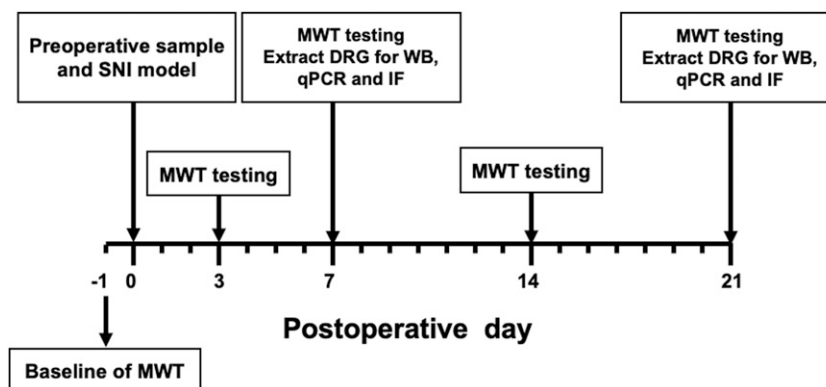 Preoperative sample
and SNI model
MWT testing
Extract DRG for WB,
qPCR and IF
MWT testing
Extract DRG for WB,
qPCR and IF
MWT testing
MWT testing
-1 0 3 7 14 21
Postoperative day
Baseline of MWT